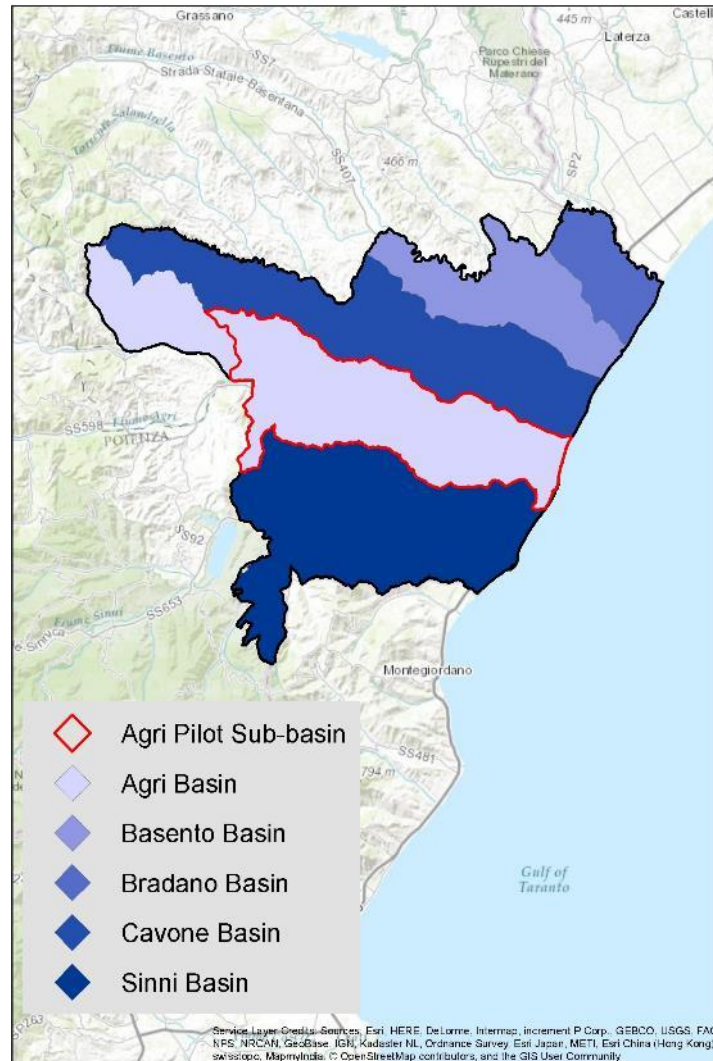 Grassano
445 m
Castel
Laterza
Fiume Basento
SS7
Parco Chiese
Rupestri del
Materano
Strada Statale Basentana
Salandrella
SS407
466 m
SP2
SS598
Fiume Agri
POTENZA
SS92
Fiume Sinni
SS653
Sinnica
Montegiordano
SS481
794 m
Gulf of
Taranto
Agri Pilot Sub-basin
Agri Basin
Basento Basin
Bradano Basin
Cavone Basin
Sinni Basin
Service Layer Credits: Sources: Esri, HERE, DeLorme, Intermap, increment P Corp., GEBCO, USGS, FAO,
NPS, NRCAN, GeoBase, IGN, Kadaster NL, Ordnance Survey, Esri Japan, METI, Esri China (Hong Kong),
swisstopo, MapmyIndia, © OpenStreetMap contributors, and the GIS User Community